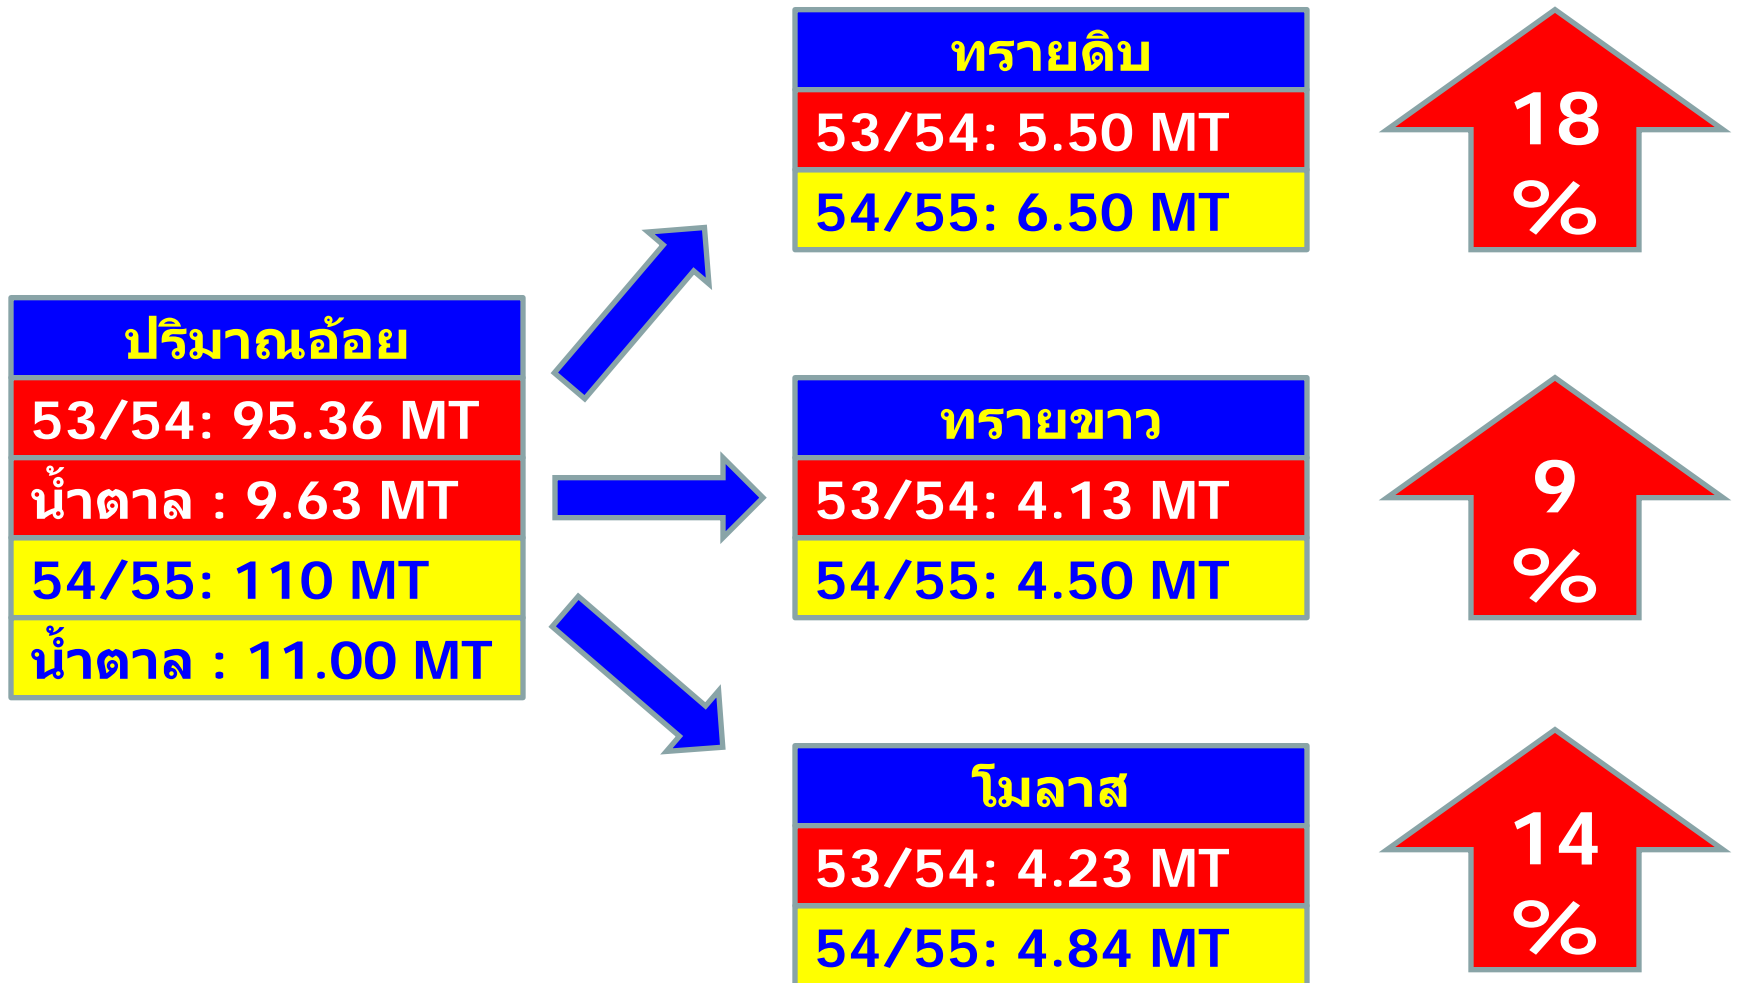 ปริมาณอ้อย
53/54: 95.36 MT
น้ำตาล : 9.63 MT
54/55: 110 MT
น้ำตาล : 11.00 MT
ทรายดิบ
53/54: 5.50 MT
54/55: 6.50 MT
18
%
ทรายขาว
53/54: 4.13 MT
54/55: 4.50 MT
9
%
โมลาส
53/54: 4.23 MT
54/55: 4.84 MT
14
%